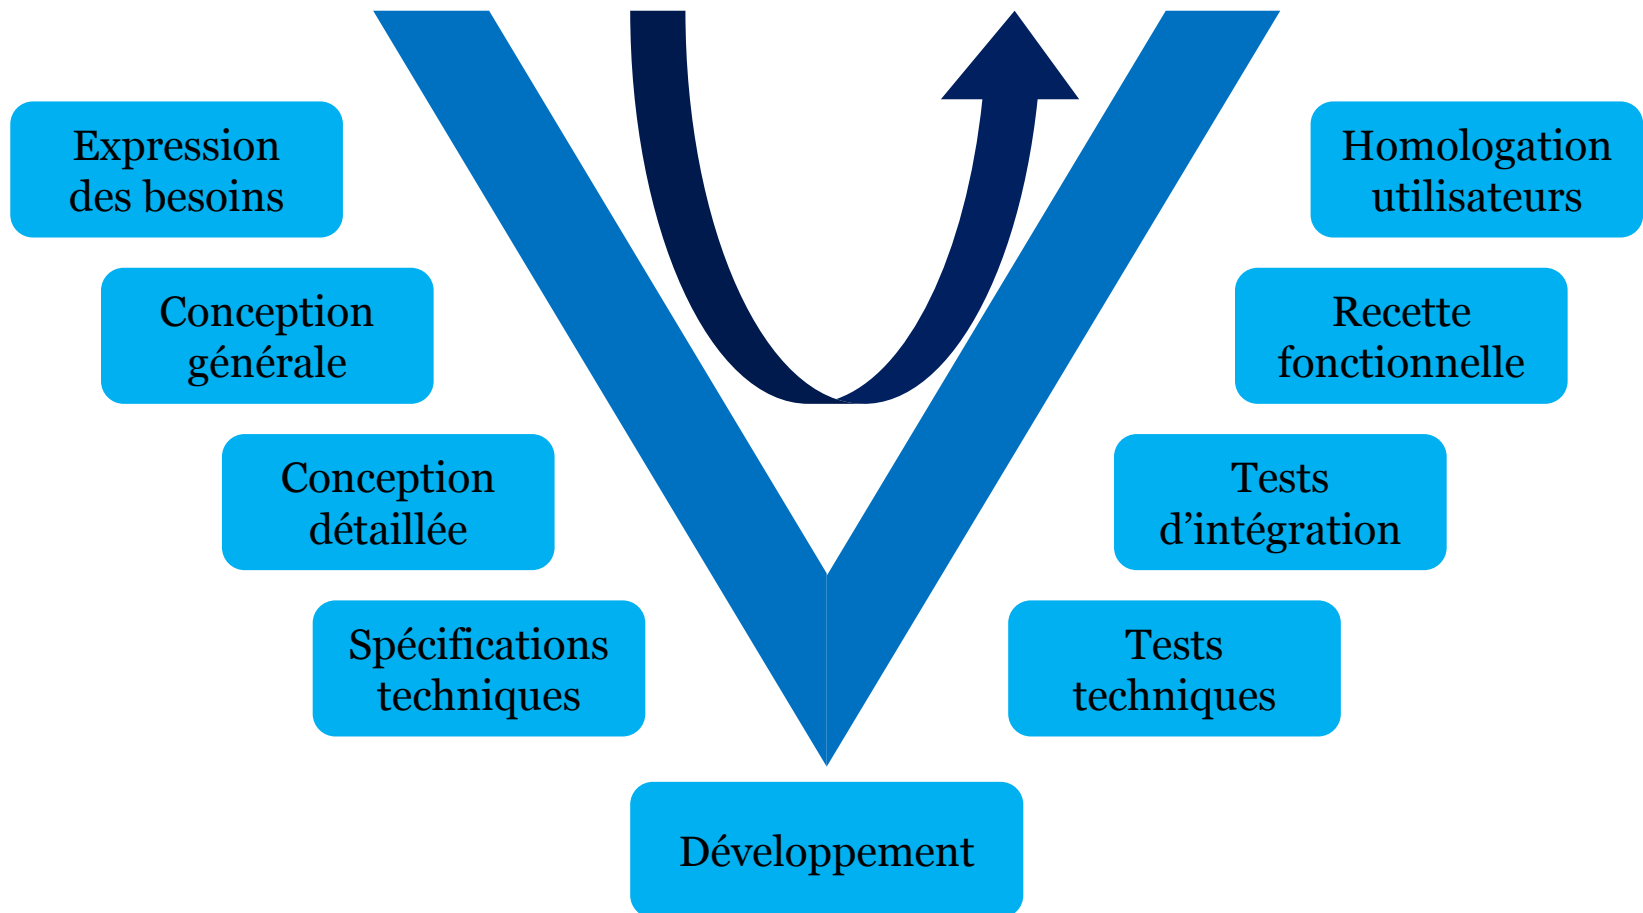 Expression
des besoins
Homologation
utilisateurs
Conception
générale
Recette
fonctionnelle
Conception
détaillée
Tests
d’intégration
Spécifications
techniques
Tests
techniques
Développement